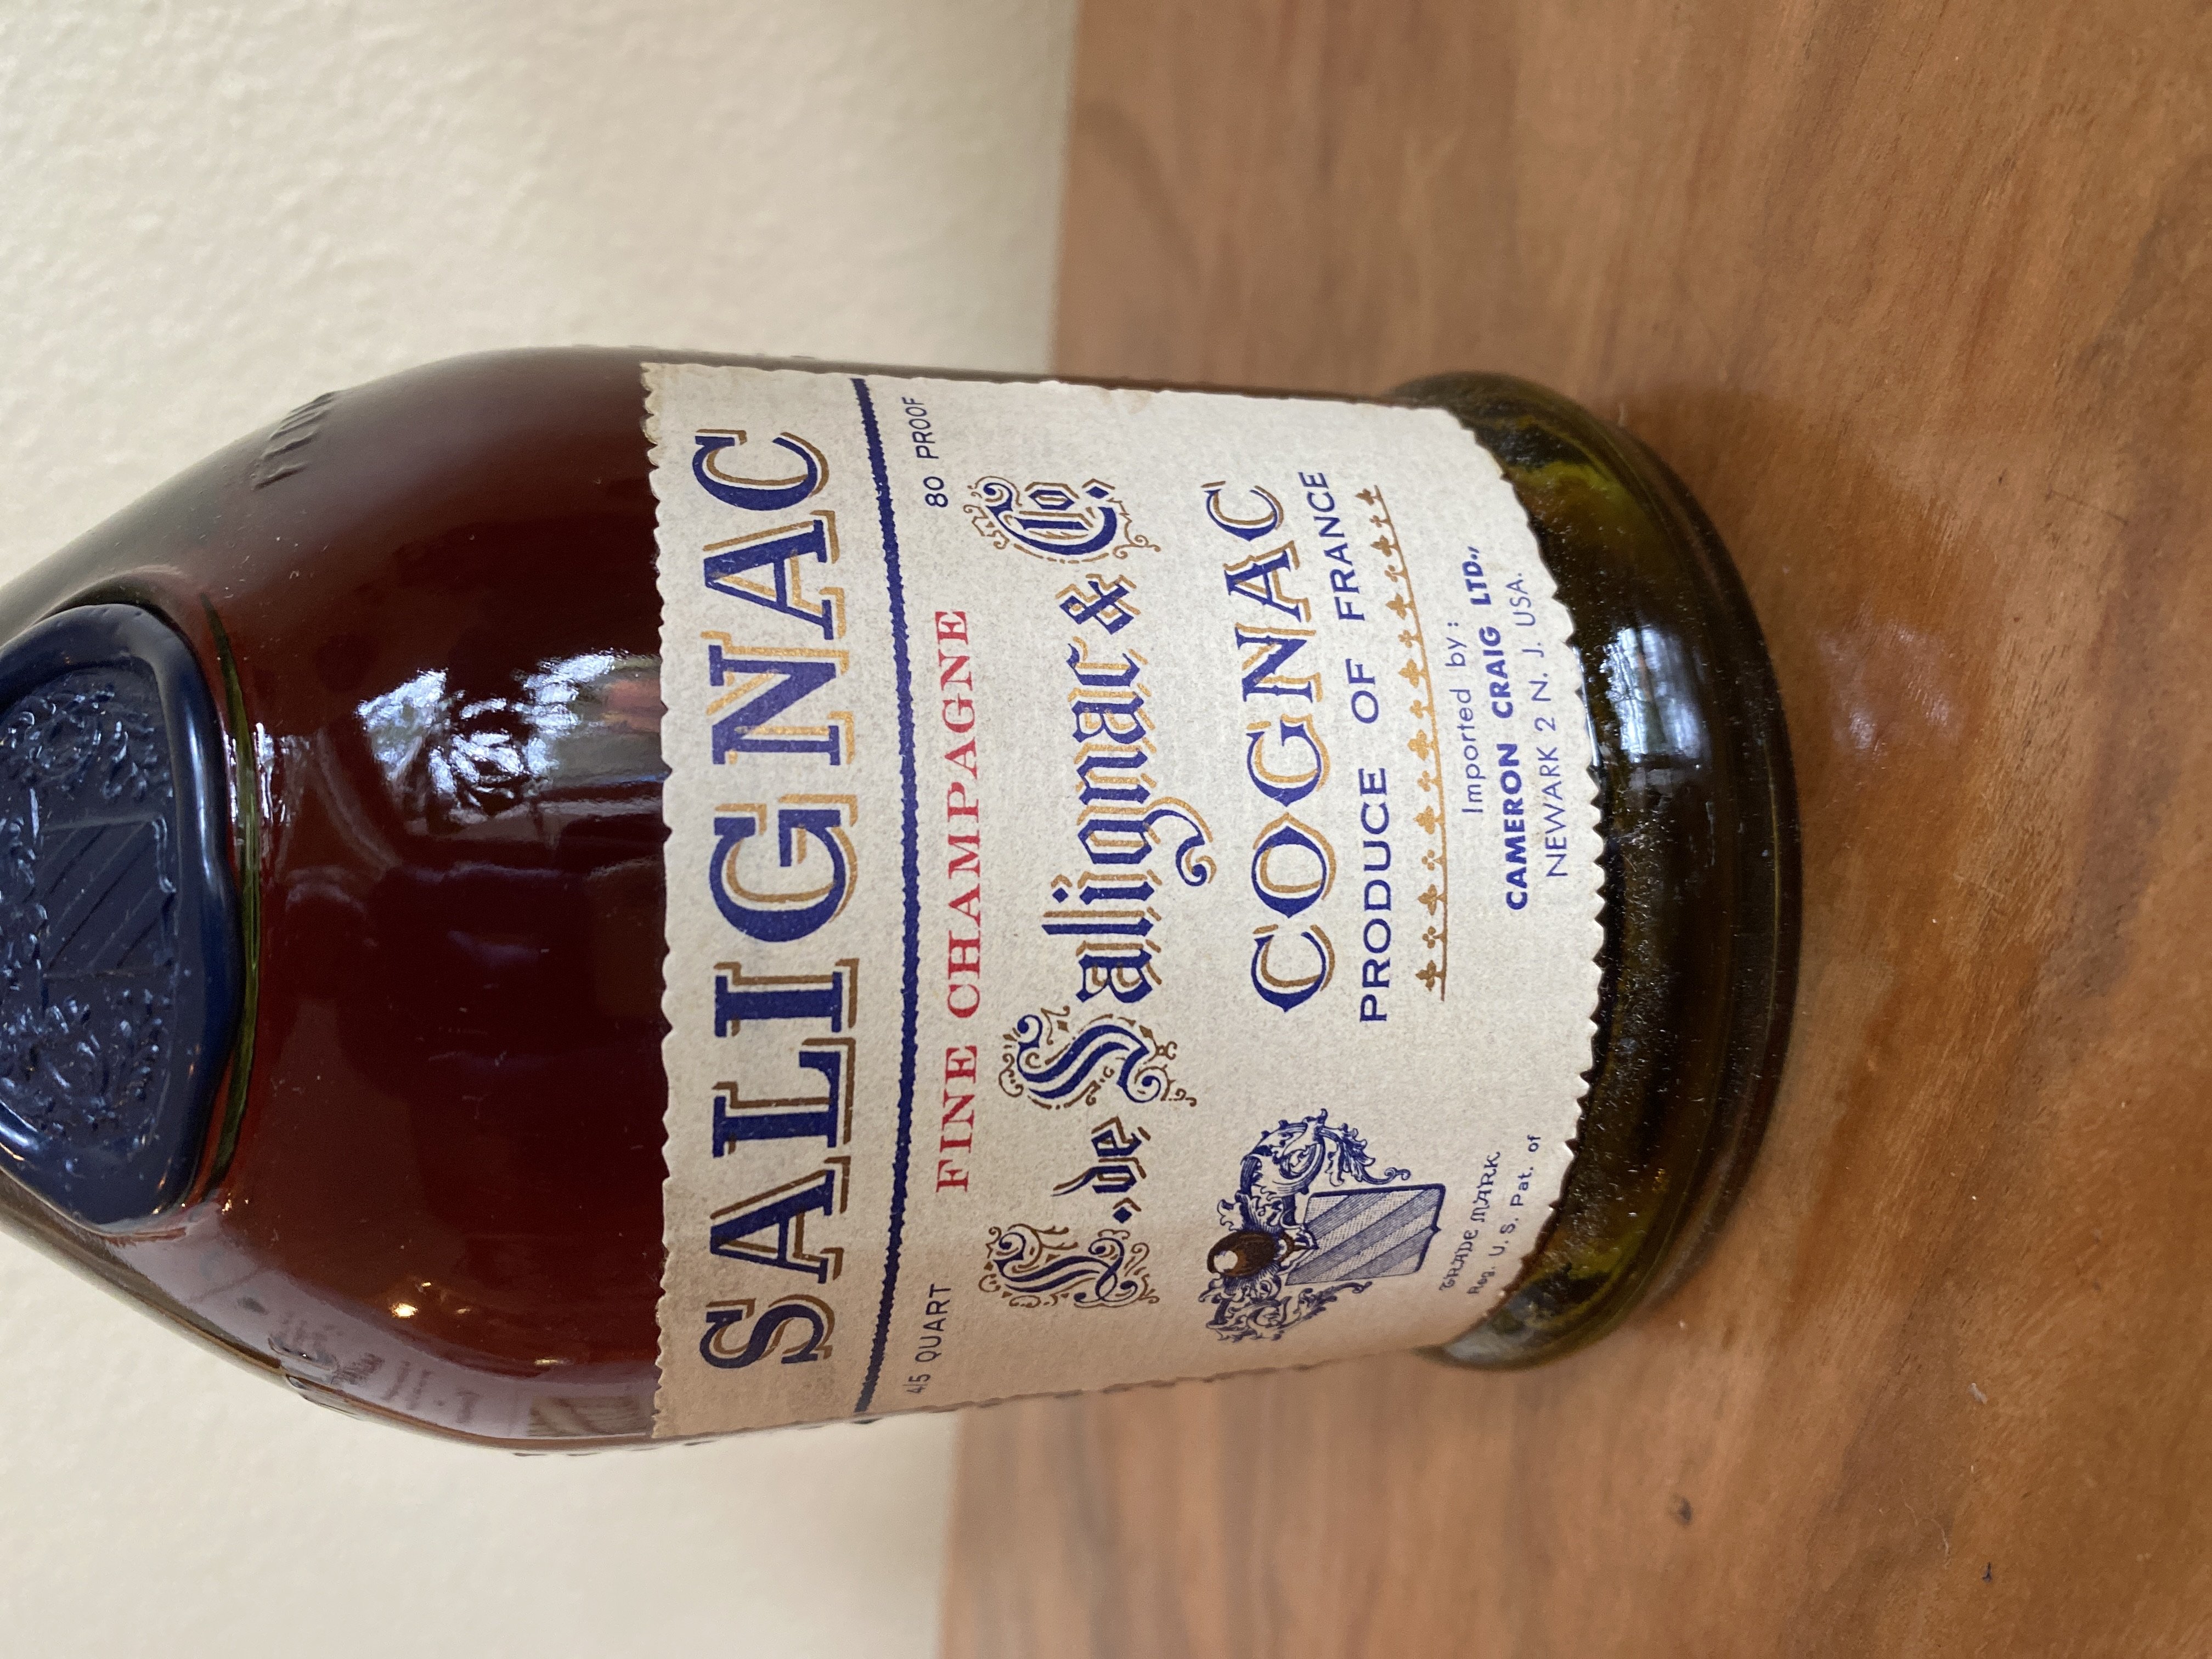 SALIGNAC
4/5 QUART 80 PROOF
FINE CHAMPAGNE
L. de Salignac & Co.
COGNAC
PRODUCE OF FRANCE
Imported by:
CAMERON CRAIG LTD.,
NEWARK 2 N. J. USA.
TRADE MARK
Reg. U. S. Pat. of